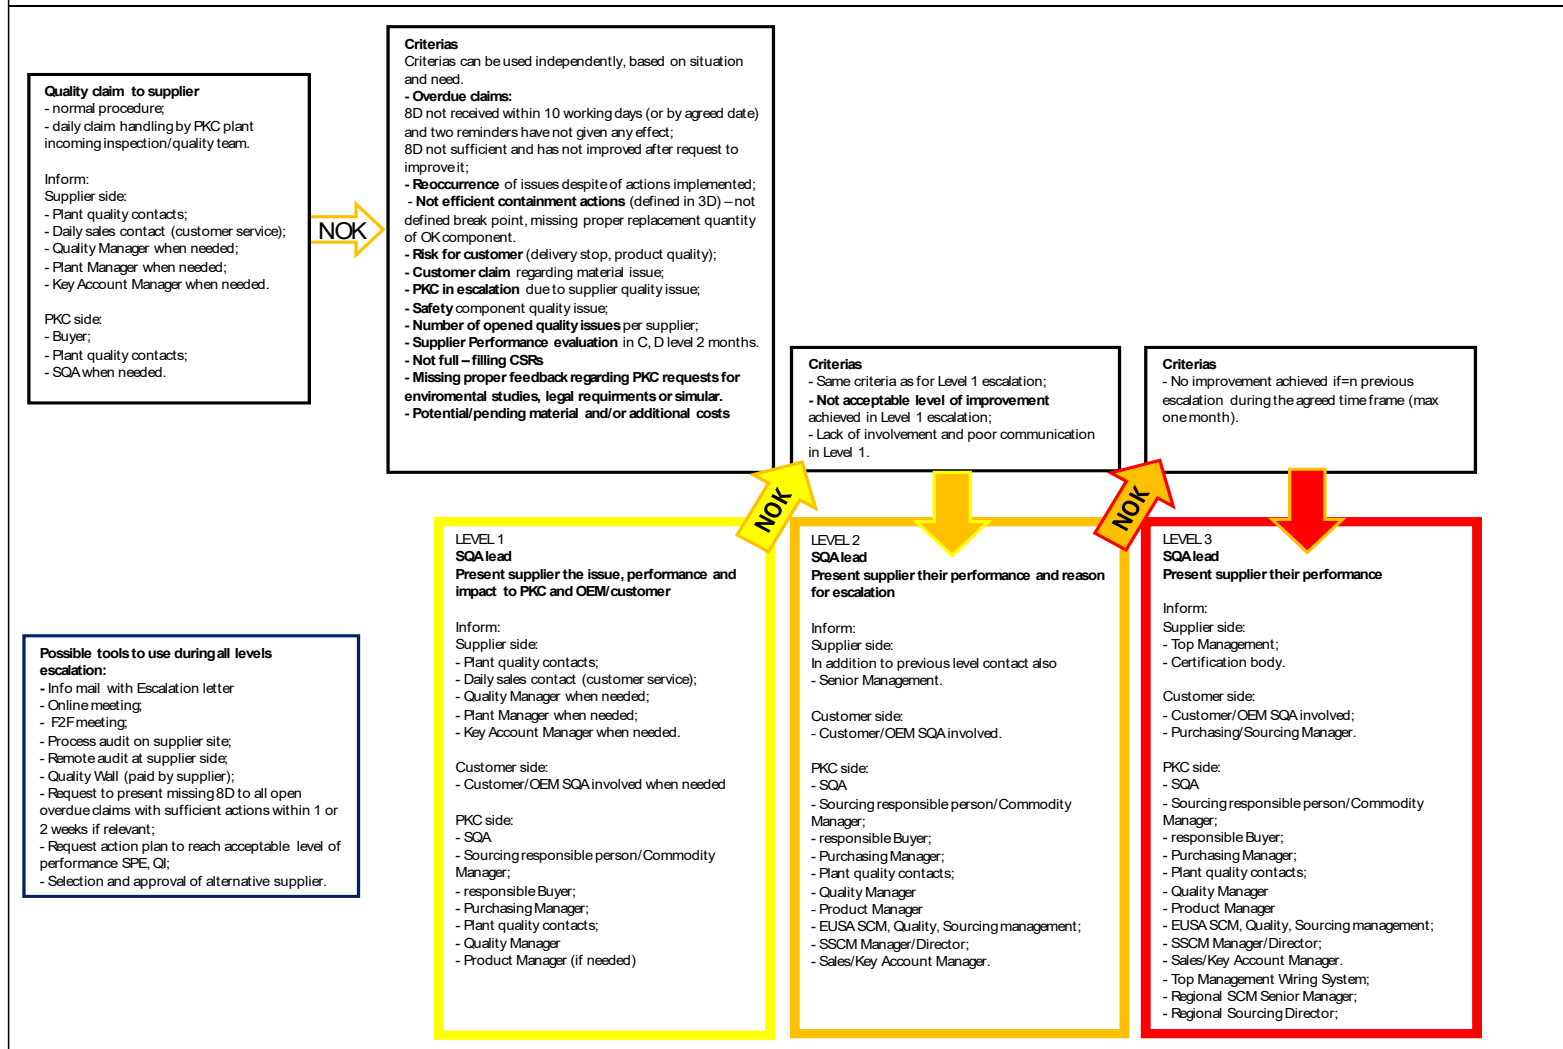 Quality claim to supplier
- normal procedure;
- daily claim handling by PKC plant
incoming inspection/quality team.
Inform:
Supplier side:
- Plant quality contacts;
- Daily sales contact (customer service);
- Quality Manager when needed;
- Plant Manager when needed;
- Key Account Manager when needed.
PKC side:
- Buyer;
- Plant quality contacts;
- SQA when needed.
NOK
Criterias
Criterias can be used independently, based on situation
and need.
- Overdue claims:
8D not received within 10 working days (or by agreed date)
and two reminders have not given any effect;
8D not sufficient and has not improved after request to
improve it;
- Reoccurrence of issues despite of actions implemented;
- Not efficient containment actions (defined in 3D) – not
defined break point, missing proper replacement quantity
of OK component.
- Risk for customer (delivery stop, product quality);
- Customer claim regarding material issue;
- PKC in escalation due to supplier quality issue;
- Safety component quality issue;
- Number of opened quality issues per supplier;
- Supplier Performance evaluation in C, D level 2 months.
- Not full – filling CSRs
- Missing proper feedback regarding PKC requests for
enviromental studies, legal requirments or simular.
- Potential/pending material and/or additional costs
Criterias
- Same criteria as for Level 1 escalation;
- Not acceptable level of improvement
achieved in Level 1 escalation;
- Lack of involvement and poor communication
in Level 1.
Criterias
- No improvement achieved if=n previous
escalation during the agreed time frame (max
one month).
NOK
NOK
LEVEL 1
SQA lead
Present supplier the issue, performance and
impact to PKC and OEM/customer
Inform:
Supplier side:
- Plant quality contacts;
- Daily sales contact (customer service);
- Quality Manager when needed;
- Plant Manager when needed;
- Key Account Manager when needed.
Customer side:
- Customer/OEM SQA involved when needed
PKC side:
- SQA
- Sourcing responsible person/Commodity
Manager;
- responsible Buyer;
- Purchasing Manager;
- Plant quality contacts;
- Quality Manager
- Product Manager (if needed)
LEVEL 2
SQA lead
Present supplier their performance and reason
for escalation
Inform:
Supplier side:
In addition to previous level contact also
- Senior Management.
Customer side:
- Customer/OEM SQA involved.
PKC side:
- SQA
- Sourcing responsible person/Commodity
Manager;
- responsible Buyer;
- Purchasing Manager;
- Plant quality contacts;
- Quality Manager
- Product Manager
- EUSA SCM, Quality, Sourcing management;
- SSCM Manager/Director;
- Sales/Key Account Manager.
LEVEL 3
SQA lead
Present supplier their performance
Inform:
Supplier side:
- Top Management;
- Certification body.
Customer side:
- Customer/OEM SQA involved;
- Purchasing/Sourcing Manager.
PKC side:
- SQA
- Sourcing responsible person/Commodity
Manager;
- responsible Buyer;
- Purchasing Manager;
- Plant quality contacts;
- Quality Manager
- Product Manager
- EUSA SCM, Quality, Sourcing management;
- SSCM Manager/Director;
- Sales/Key Account Manager.
- Top Management Wiring System;
- Regional SCM Senior Manager;
- Regional Sourcing Director;
Possible tools to use during all levels
escalation:
- Info mail with Escalation letter
- Online meeting;
- F2F meeting;
- Process audit on supplier site;
- Remote audit at supplier side;
- Quality Wall (paid by supplier);
- Request to present missing 8D to all open
overdue claims with sufficient actions within 1 or
2 weeks if relevant;
- Request action plan to reach acceptable level of
performance SPE, QI;
- Selection and approval of alternative supplier.